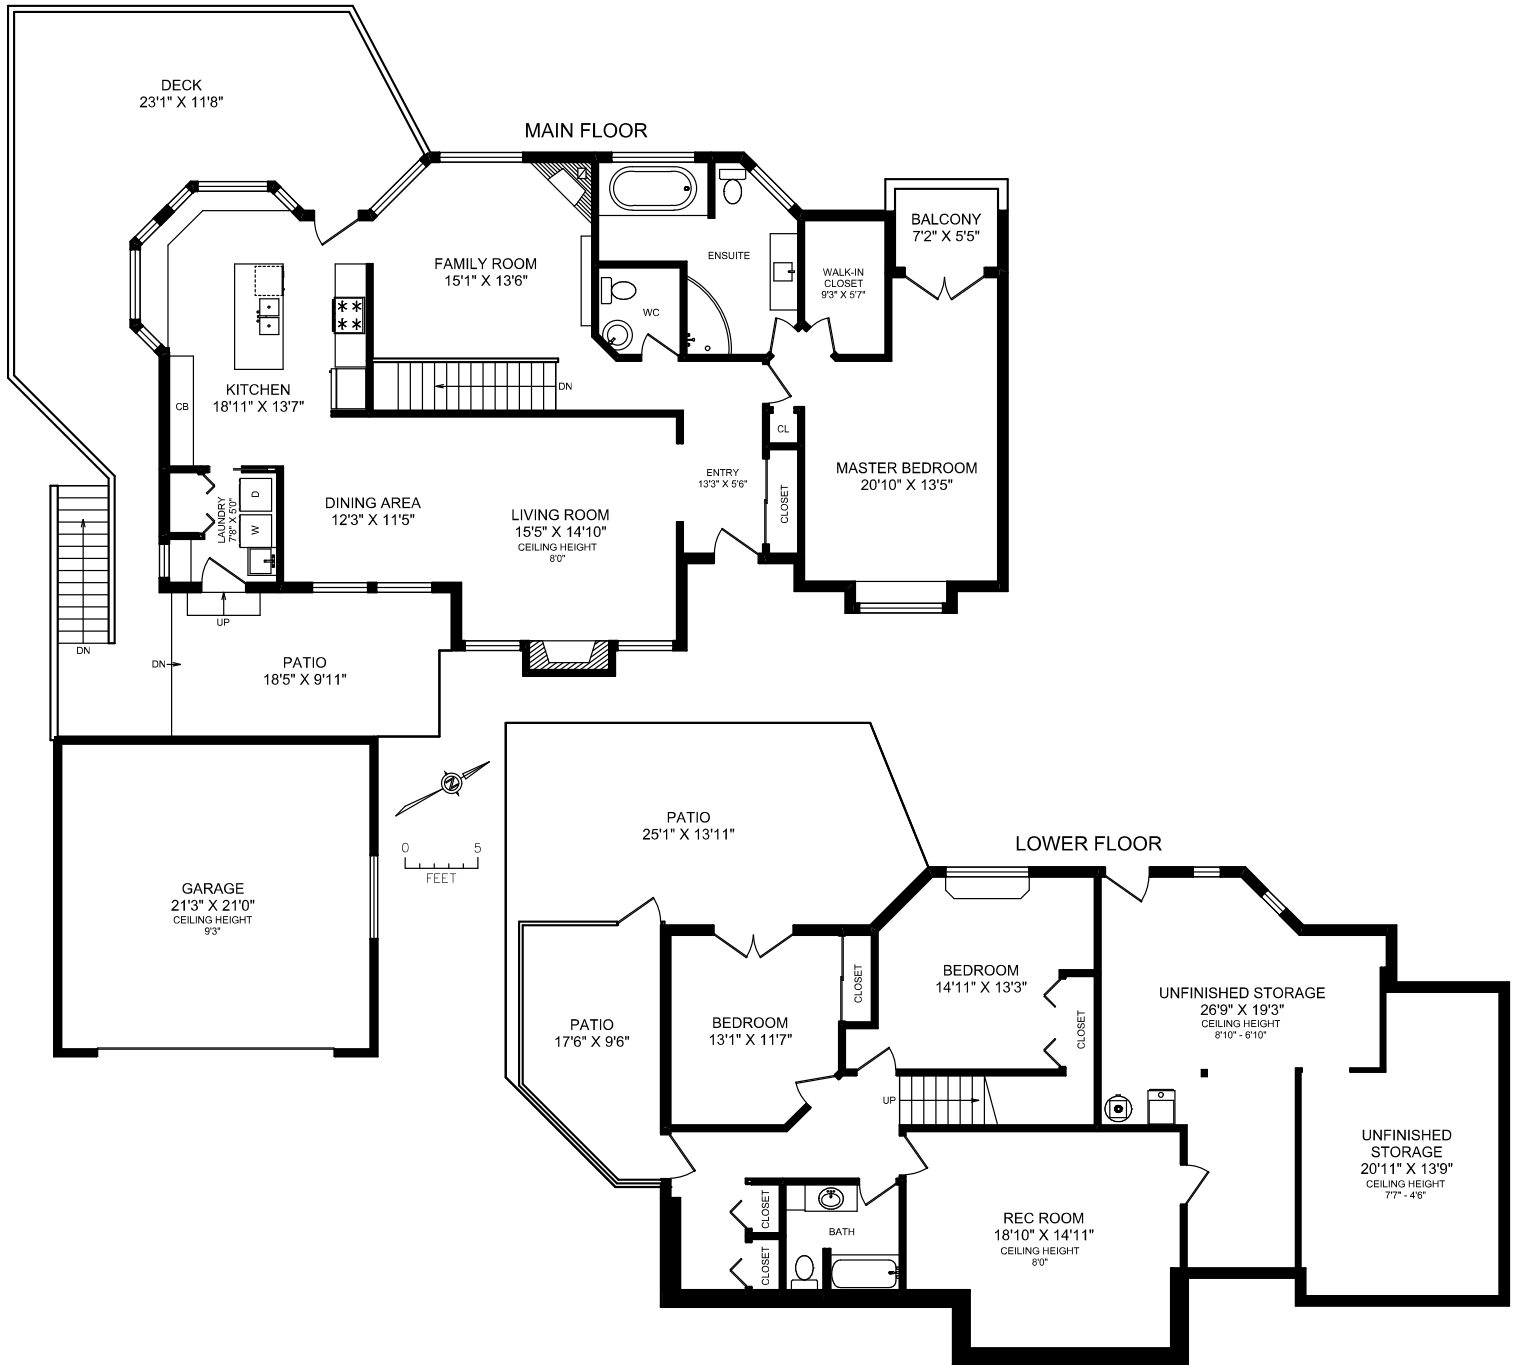 DECK
23'1" X 11'8"
MAIN FLOOR
BALCONY
7'2" X 5'5"
FAMILY ROOM
15'1" X 13'6"
ENSUITE
WALK-IN
CLOSET
9'3" X 5'7"
WC
KITCHEN
18'11" X 13'7"
CB
DN
CL
MASTER BEDROOM
20'10" X 13'5"
ENTRY
13'3" X 5'6"
CLOSET
DINING AREA
12'3" X 11'5"
LIVING ROOM
15'5" X 14'10"
CEILING HEIGHT
8'0"
LAUNDRY
7'8" X 5'0"
D
W
UP
DN
DN
PATIO
18'5" X 9'11"
N
0 5
FEET
GARAGE
21'3" X 21'0"
CEILING HEIGHT
9'3"
PATIO
25'1" X 13'11"
LOWER FLOOR
PATIO
17'6" X 9'6"
BEDROOM
13'1" X 11'7"
CLOSET
BEDROOM
14'11" X 13'3"
CLOSET
UNFINISHED STORAGE
26'9" X 19'3"
CEILING HEIGHT
8'10" - 6'10"
UP
UNFINISHED
STORAGE
20'11" X 13'9"
CEILING HEIGHT
7'7" - 4'6"
CLOSET
CLOSET
BATH
REC ROOM
18'10" X 14'11"
CEILING HEIGHT
8'0"